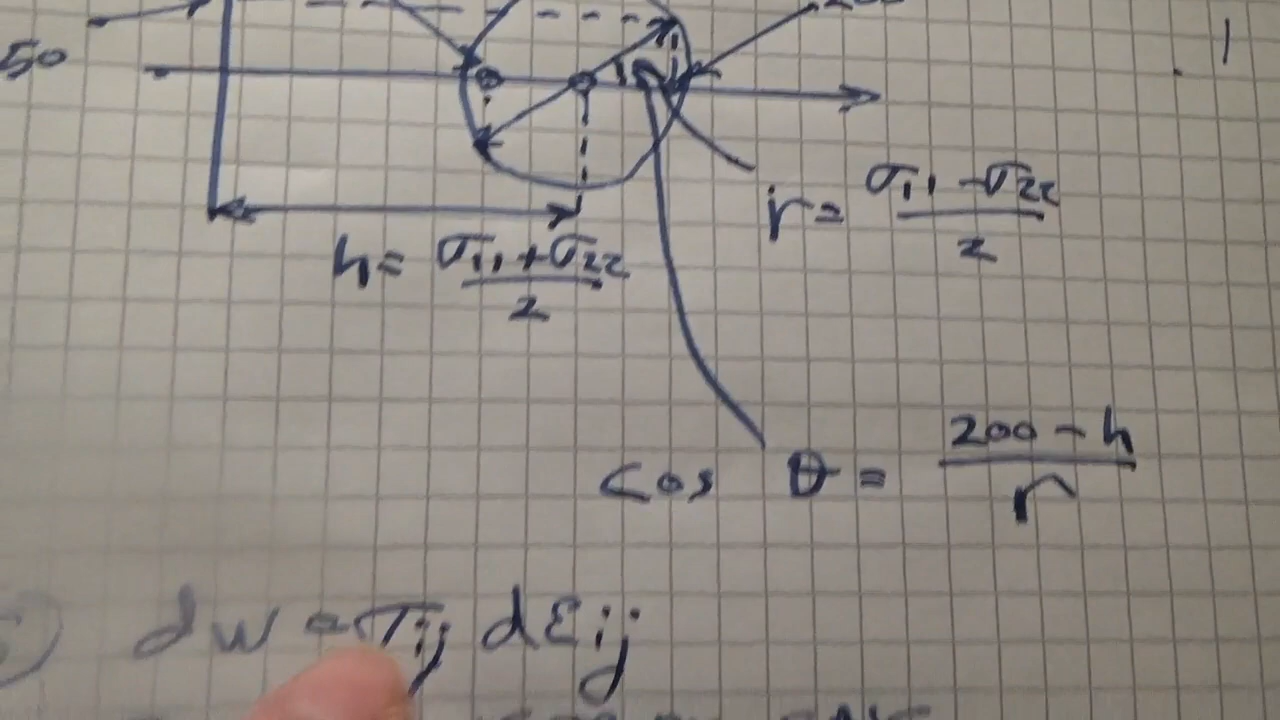 50
r = σ11 - σ22 / 2
h = σ11 + σ22 / 2
cos θ = 200 - h / r
dw = σij dεij